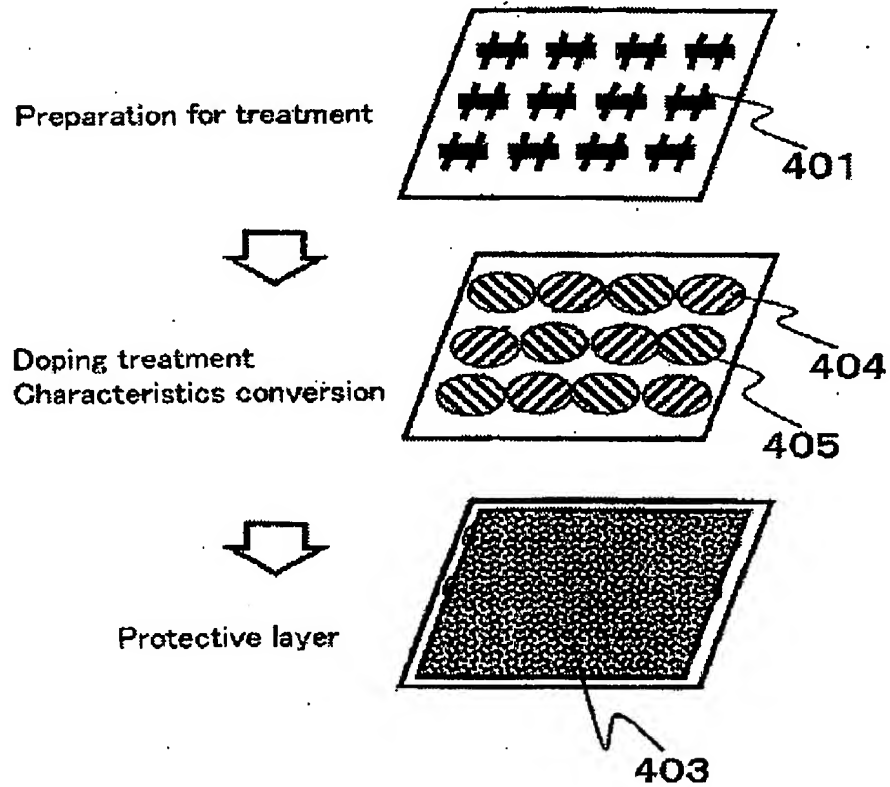 Preparation for treatment
401
Doping treatment
Characteristics conversion
404
405
Protective layer
403